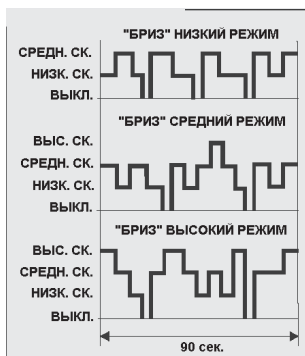 "БРИЗ" НИЗКИЙ РЕЖИМ
СРЕДН. СК.
НИЗК. СК.
ВЫКЛ.
"БРИЗ" СРЕДНИЙ РЕЖИМ
ВЫС. СК.
СРЕДН. СК.
НИЗК. СК.
ВЫКЛ.
"БРИЗ" ВЫСОКИЙ РЕЖИМ
ВЫС. СК.
СРЕДН. СК.
НИЗК. СК.
ВЫКЛ.
90 сек.